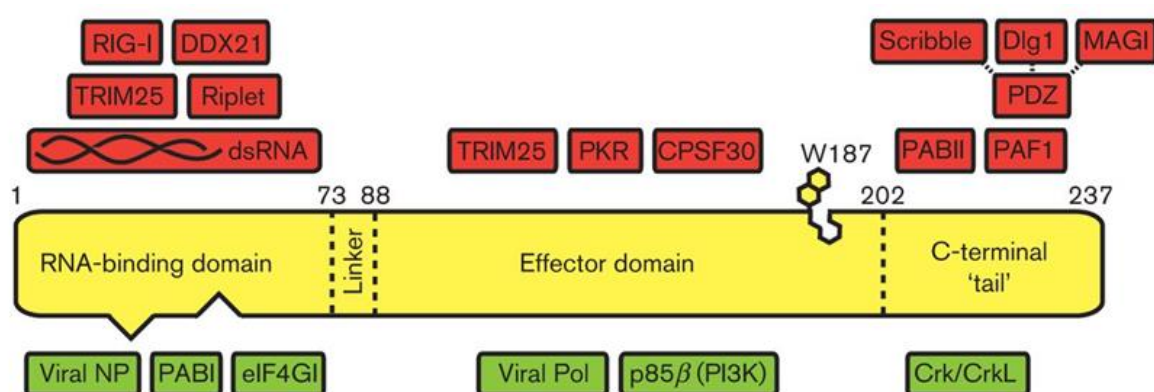 RIG-I DDX21 Scribble Dlg1 MAGI
TRIM25 Riplet PDZ
dsRNA TRIM25 PKR CPSF30 W187 PABII PAF1
1 73 88 202 237
RNA-binding domain Linker Effector domain C-terminal
'tail'
Viral NP PABI eIF4GI Viral Pol p85β (PI3K) Crk/CrkL